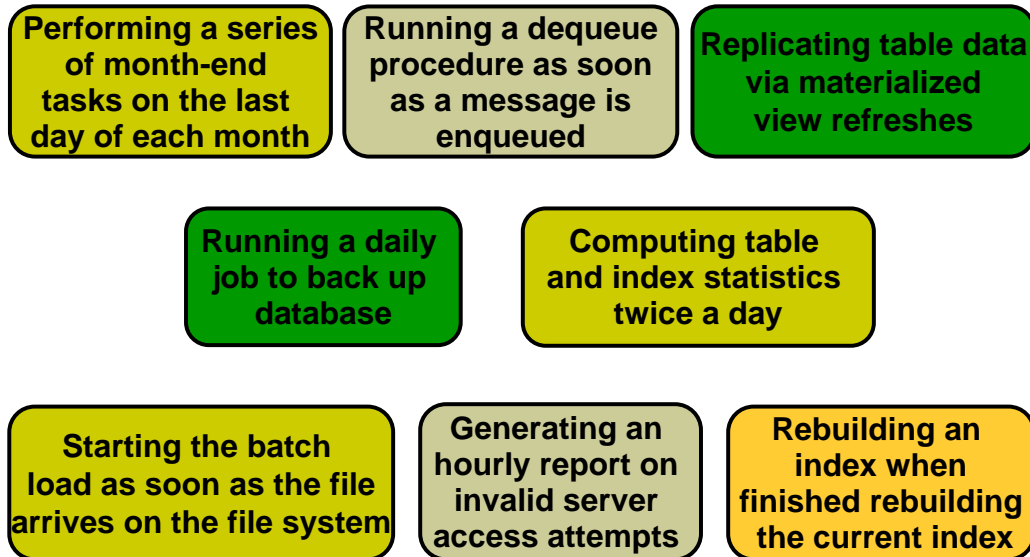 Performing a series
of month-end
tasks on the last
day of each month
Running a dequeue
procedure as soon
as a message is
enqueued
Replicating table data
via materialized
view refreshes
Running a daily
job to back up
database
Computing table
and index statistics
twice a day
Starting the batch
load as soon as the file
arrives on the file system
Generating an
hourly report on
invalid server
access attempts
Rebuilding an
index when
finished rebuilding
the current index